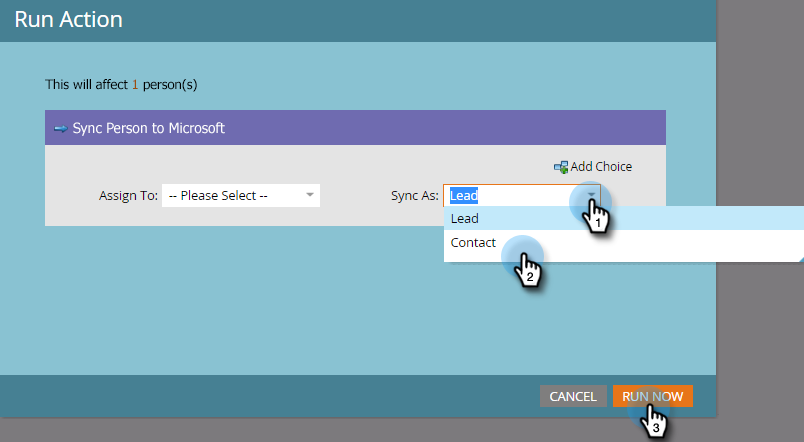 Run Action
This will affect 1 person(s)
Sync Person to Microsoft
Add Choice
Assign To: -- Please Select -- Sync As: Lead
1
Lead
Contact
2
CANCEL RUN NOW
3